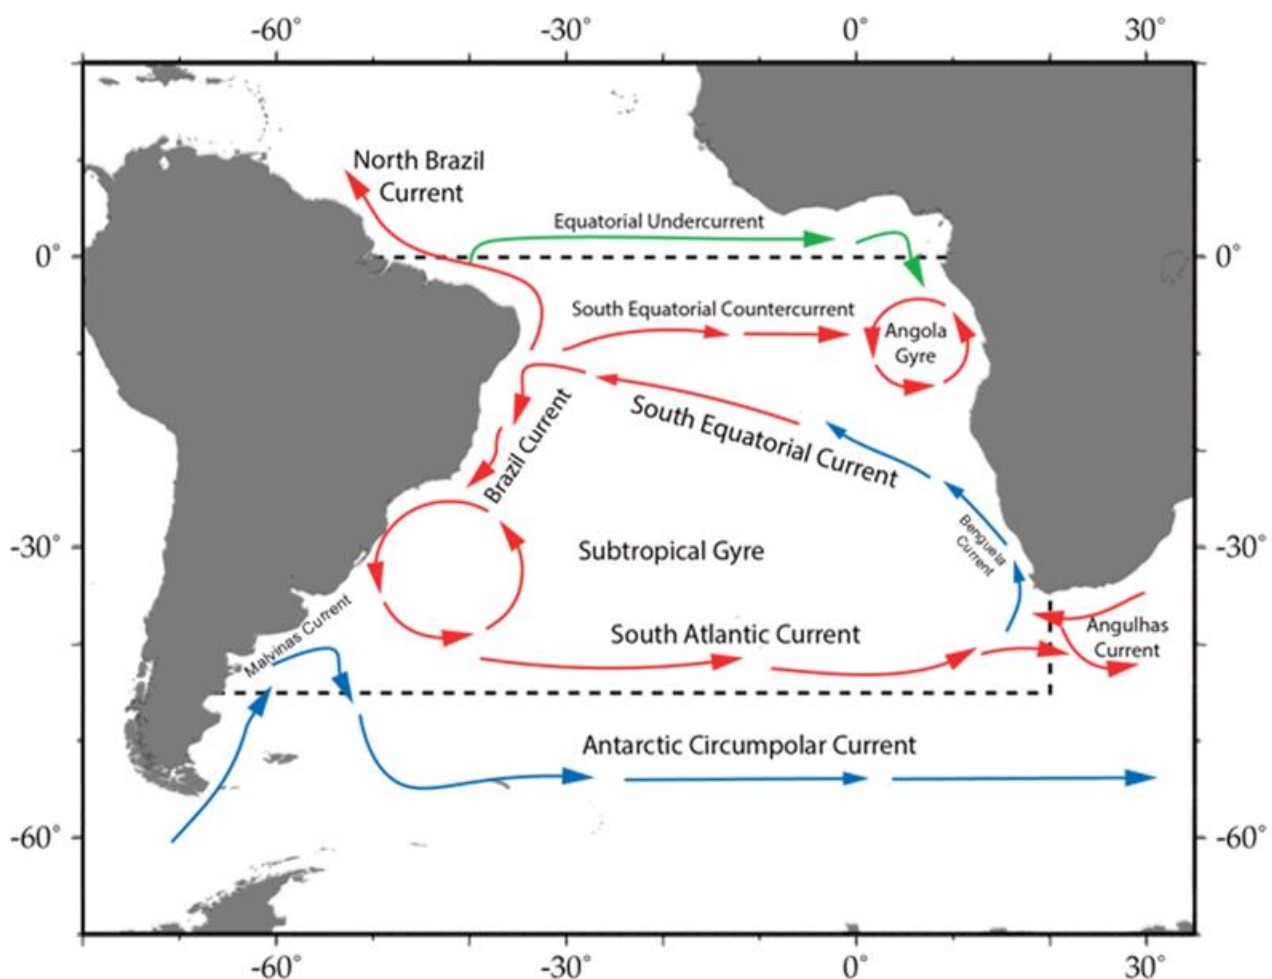 -60°
-30°
0°
30°
North Brazil
Current
Equatorial Undercurrent
0°
0°
South Equatorial Countercurrent
Angola
Gyre
South Equatorial Current
Brazil Current
Benguela
Current
-30°
Subtropical Gyre
-30°
Malvinas Current
South Atlantic Current
Angulhas
Current
Antarctic Circumpolar Current
-60°
-60°
-60°
-30°
0°
30°